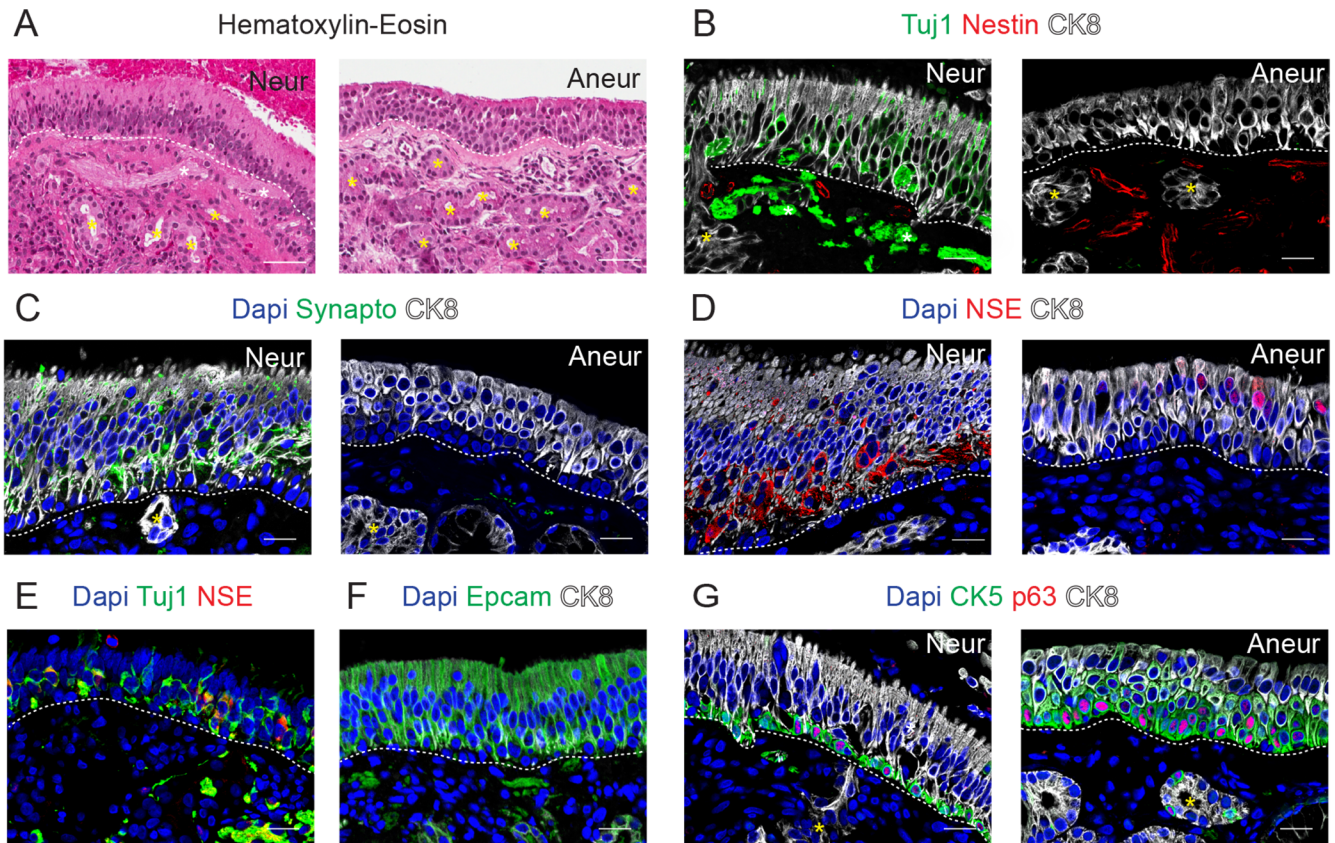 A Hematoxylin-Eosin
Neur
Aneur
B Tuj1 Nestin CK8
Neur
Aneur
C Dapi Synapto CK8
Neur
Aneur
D Dapi NSE CK8
Neur
Aneur
E Dapi Tuj1 NSE
F Dapi Epcam CK8
G Dapi CK5 p63 CK8
Neur
Aneur